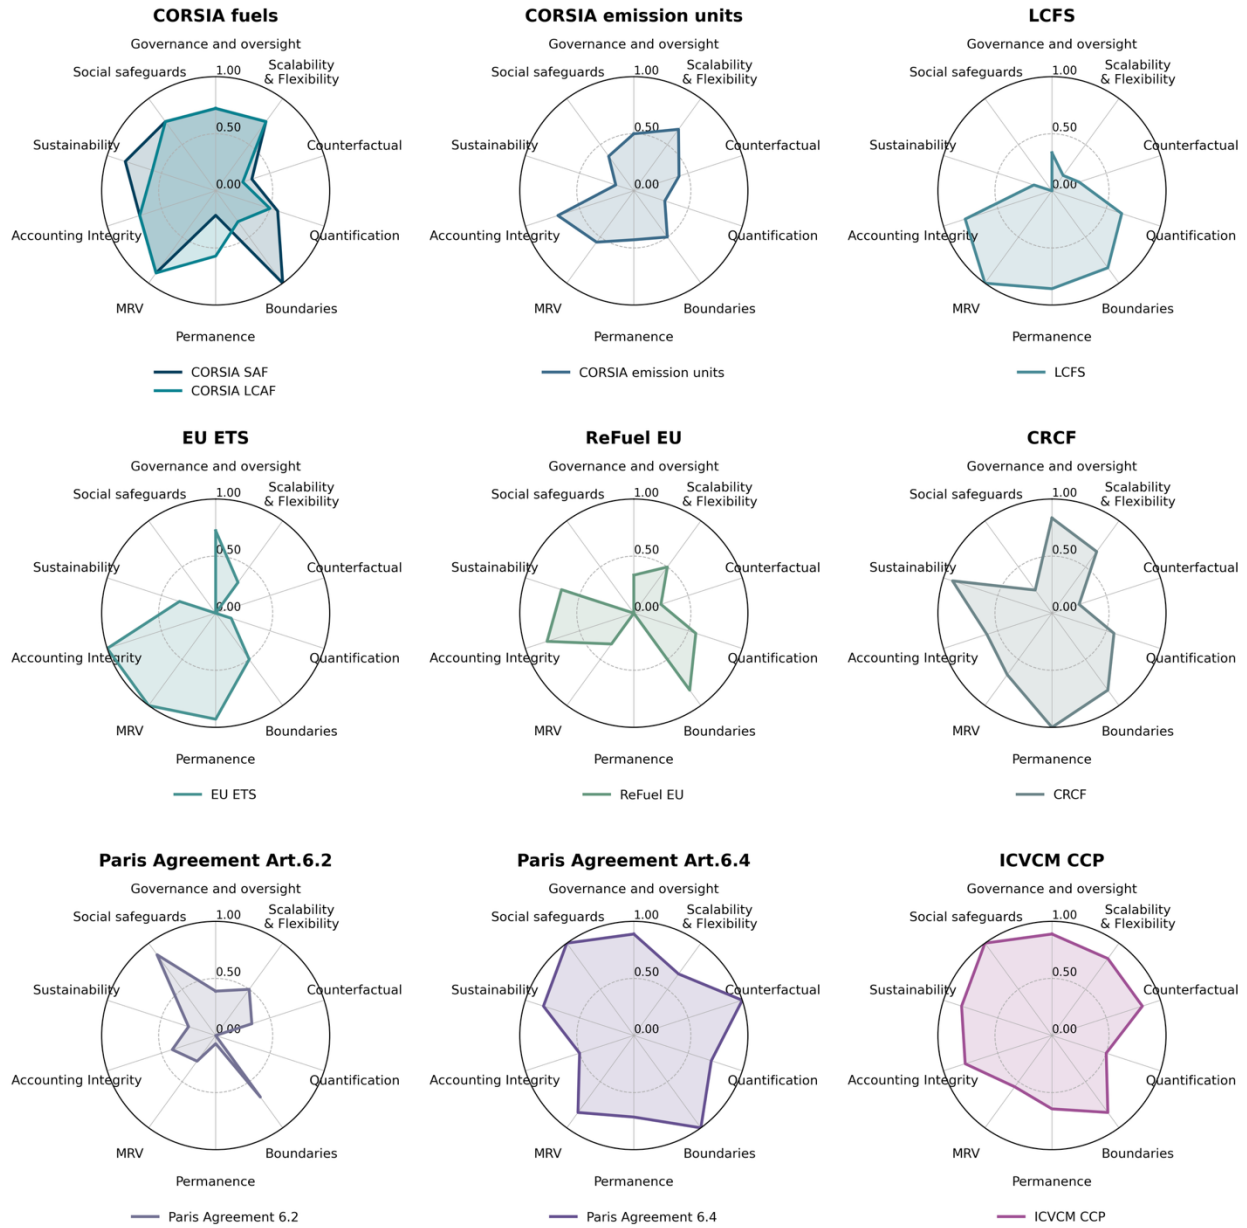 CORSIA fuels
Governance and oversight
Scalability
& Flexibility
Counterfactual
Quantification
Boundaries
Permanence
MRV
Accounting Integrity
Sustainability
Social safeguards
1.00
0.50
0.00
CORSIA SAF
CORSIA LCAF
CORSIA emission units
Governance and oversight
Scalability
& Flexibility
Counterfactual
Quantification
Boundaries
Permanence
MRV
Accounting Integrity
Sustainability
Social safeguards
1.00
0.50
0.00
CORSIA emission units
LCFS
Governance and oversight
Scalability
& Flexibility
Counterfactual
Quantification
Boundaries
Permanence
MRV
Accounting Integrity
Sustainability
Social safeguards
1.00
0.50
0.00
LCFS
EU ETS
Governance and oversight
Scalability
& Flexibility
Counterfactual
Quantification
Boundaries
Permanence
MRV
Accounting Integrity
Sustainability
Social safeguards
1.00
0.50
0.00
EU ETS
ReFuel EU
Governance and oversight
Scalability
& Flexibility
Counterfactual
Quantification
Boundaries
Permanence
MRV
Accounting Integrity
Sustainability
Social safeguards
1.00
0.50
0.00
ReFuel EU
CRCF
Governance and oversight
Scalability
& Flexibility
Counterfactual
Quantification
Boundaries
Permanence
MRV
Accounting Integrity
Sustainability
Social safeguards
1.00
0.50
0.00
CRCF
Paris Agreement Art.6.2
Governance and oversight
Scalability
& Flexibility
Counterfactual
Quantification
Boundaries
Permanence
MRV
Accounting Integrity
Sustainability
Social safeguards
1.00
0.50
0.00
Paris Agreement 6.2
Paris Agreement Art.6.4
Governance and oversight
Scalability
& Flexibility
Counterfactual
Quantification
Boundaries
Permanence
MRV
Accounting Integrity
Sustainability
Social safeguards
1.00
0.50
0.00
Paris Agreement 6.4
ICVCM CCP
Governance and oversight
Scalability
& Flexibility
Counterfactual
Quantification
Boundaries
Permanence
MRV
Accounting Integrity
Sustainability
Social safeguards
1.00
0.50
0.00
ICVCM CCP